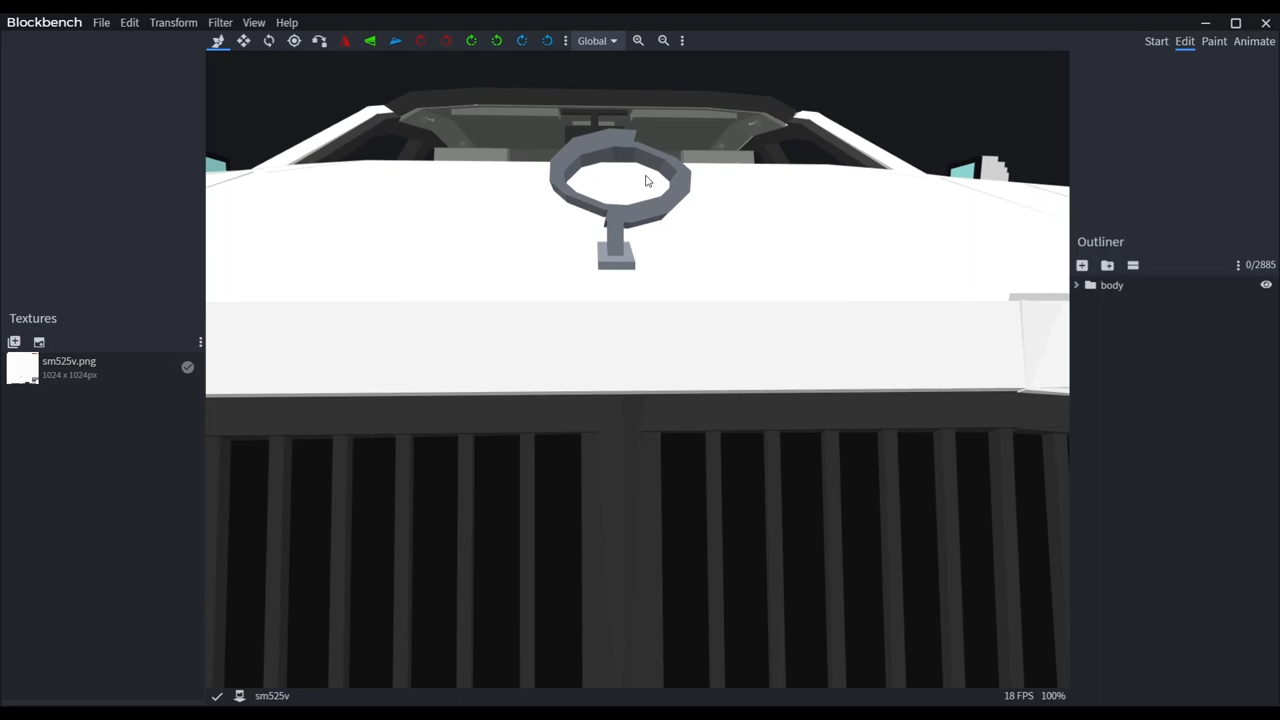 Blockbench File Edit Transform Filter View Help
Global
Start Edit Paint Animate
Outliner
0/2885
body
Textures
sm525v.png
1024 x 1024px
sm525v
18 FPS 100%